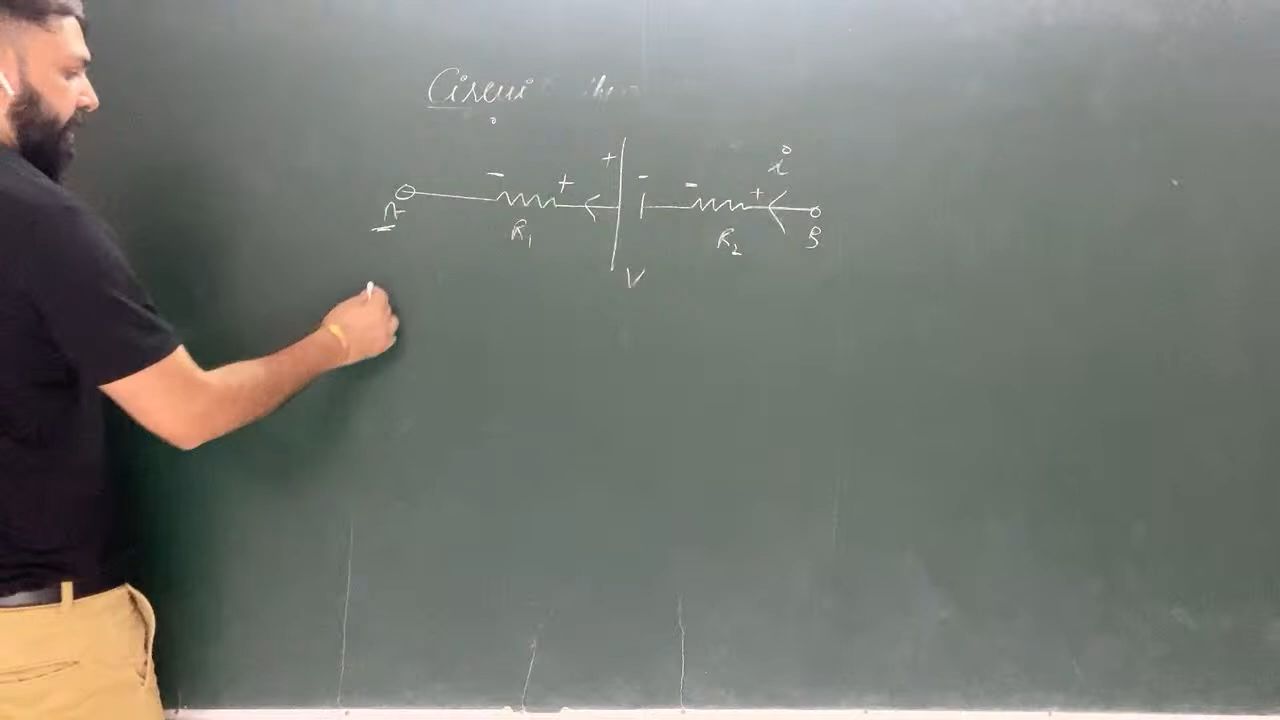 Circui
+ - i
- + - +
A R₁ R₂ B
V